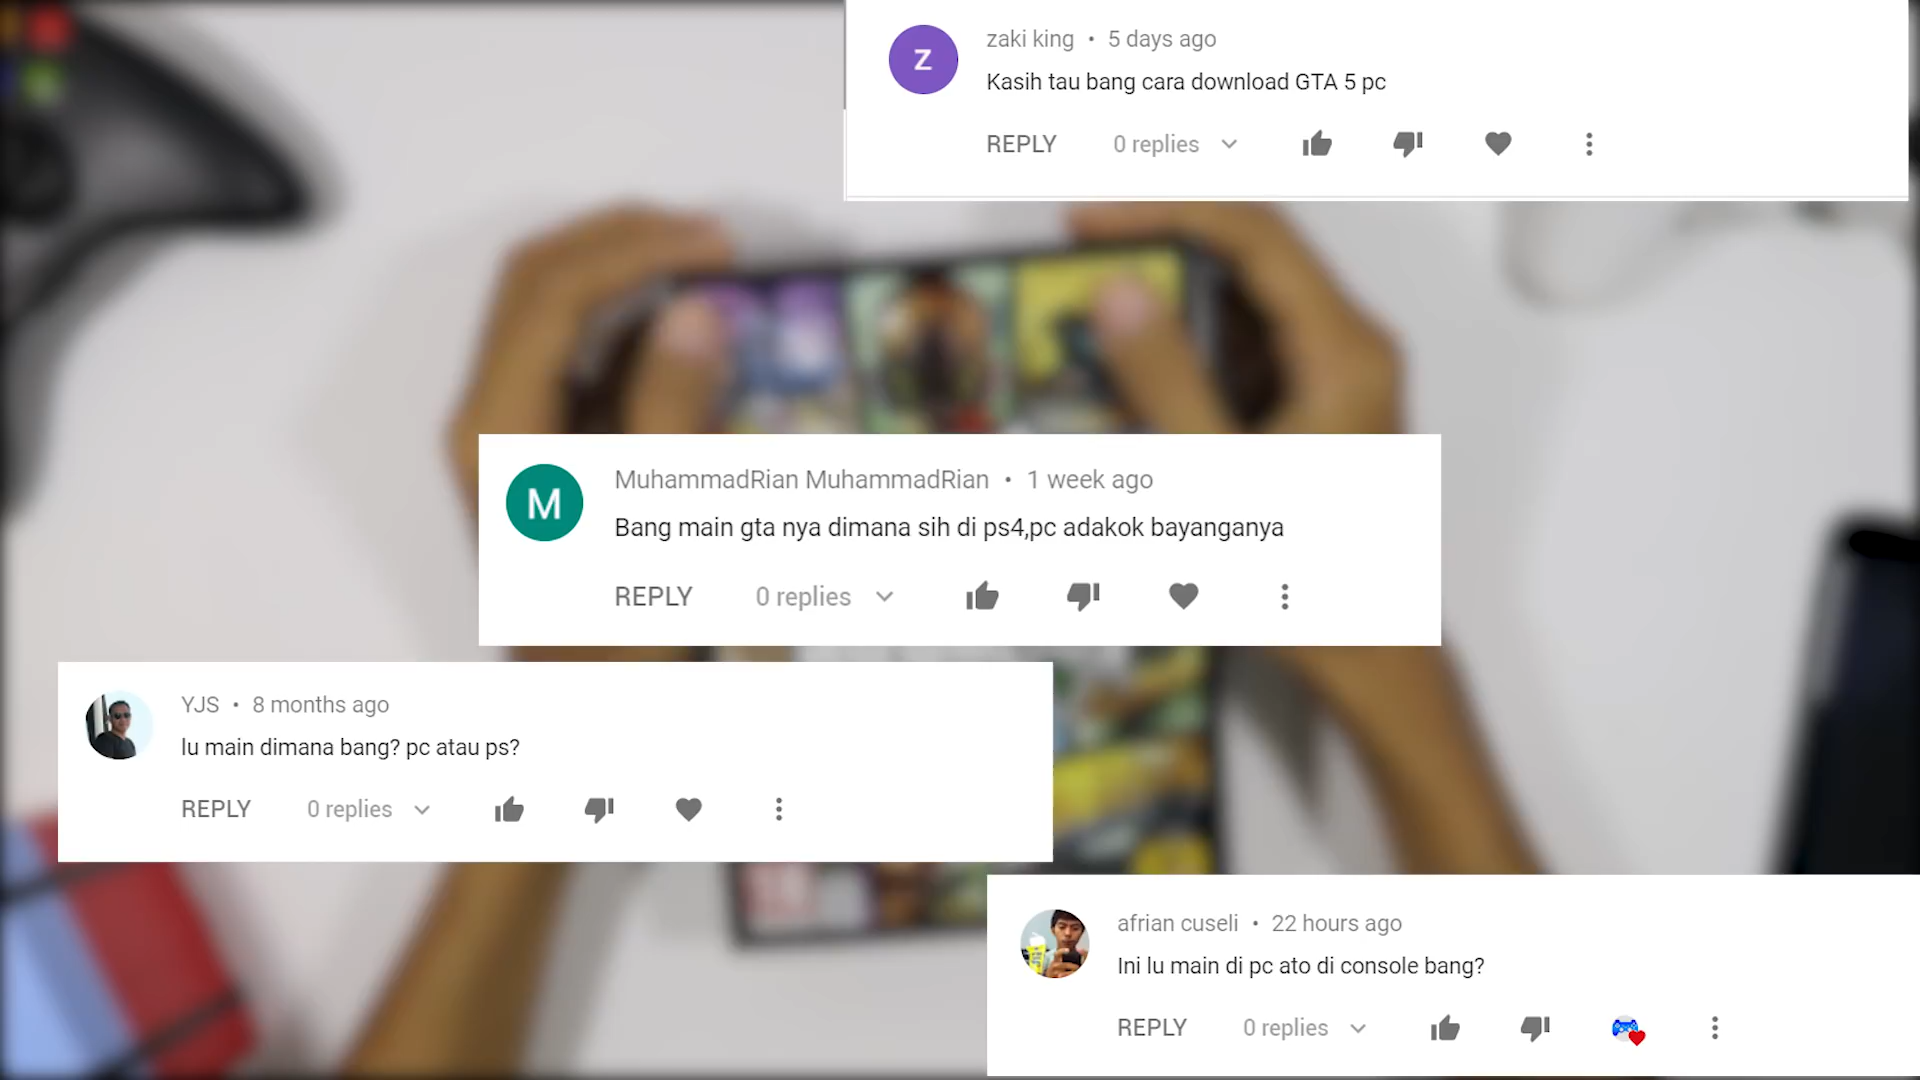 zaki king • 5 days ago
Kasih tau bang cara download GTA 5 pc
REPLY 0 replies
MuhammadRian MuhammadRian • 1 week ago
Bang main gta nya dimana sih di ps4,pc adakok bayanganya
REPLY 0 replies
YJS • 8 months ago
lu main dimana bang? pc atau ps?
REPLY 0 replies
afrian cuseli • 22 hours ago
Ini lu main di pc ato di console bang?
REPLY 0 replies